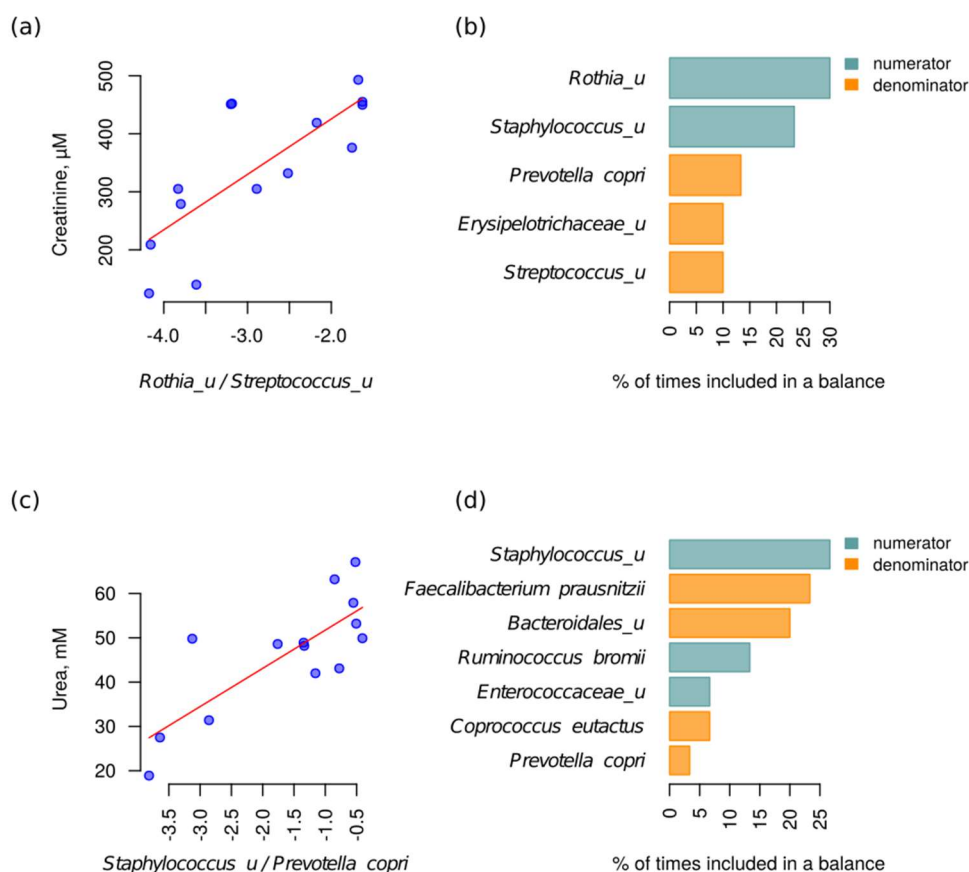 (a)
500
400
300
200
Creatinine, µM
-4.0 -3.0 -2.0
Rothia_u / Streptococcus_u
(b)
Rothia_u
Staphylococcus_u
Prevotella copri
Erysipelotrichaceae_u
Streptococcus_u
numerator
denominator
0 5 10 15 20 25 30
% of times included in a balance
(c)
60
50
40
30
20
Urea, mM
-3.5 -2.5 -2.0 -1.5 -1.0 -0.5
Staphylococcus u / Prevotella copri
(d)
Staphylococcus_u
Faecalibacterium prausnitzii
Bacteroidales_u
Ruminococcus bromii
Enterococcaceae_u
Coprococcus eutactus
Prevotella copri
numerator
denominator
0 5 10 15 20 25
% of times included in a balance